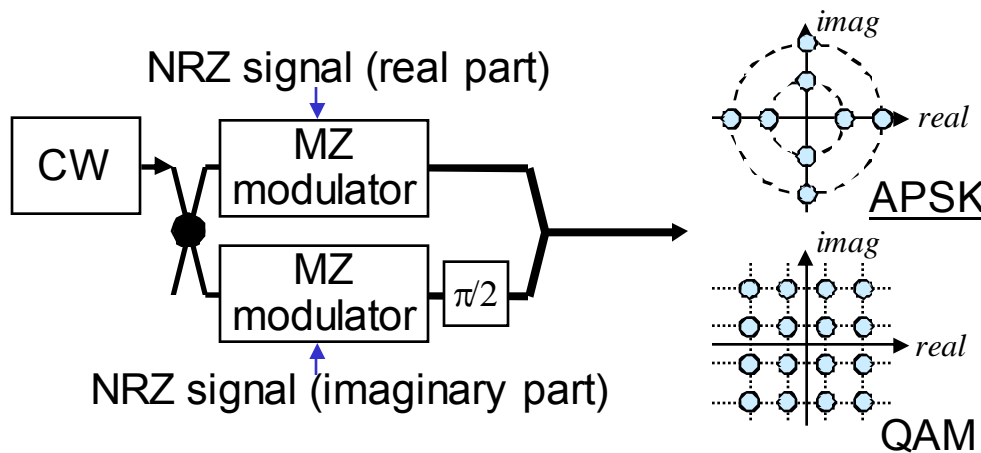 NRZ signal (real part)
CW
MZ
modulator
MZ
modulator
π/2
NRZ signal (imaginary part)
imag
real
APSK
imag
real
QAM